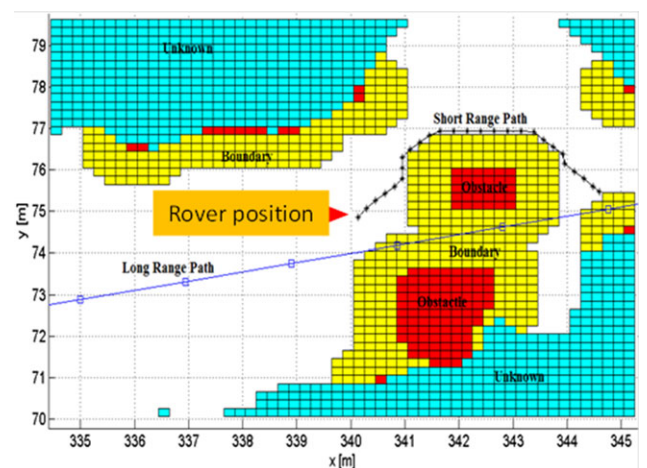 79
78
77
76
75
74
73
72
71
70
y [m]
Unknown
Short Range Path
Boundary
Obstacle
Rover position
Boundary
Long Range Path
Obstactle
Unknown
335 336 337 338 339 340 341 342 343 344 345
x [m]